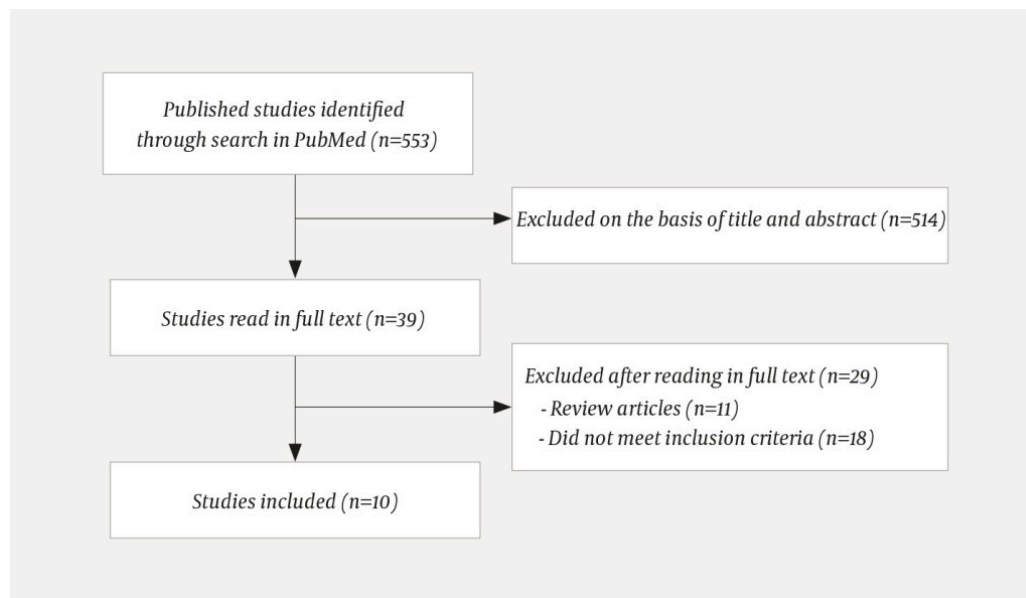 Published studies identified
through search in PubMed (n=553)
Excluded on the basis of title and abstract (n=514)
Studies read in full text (n=39)
Excluded after reading in full text (n=29)
- Review articles (n=11)
- Did not meet inclusion criteria (n=18)
Studies included (n=10)